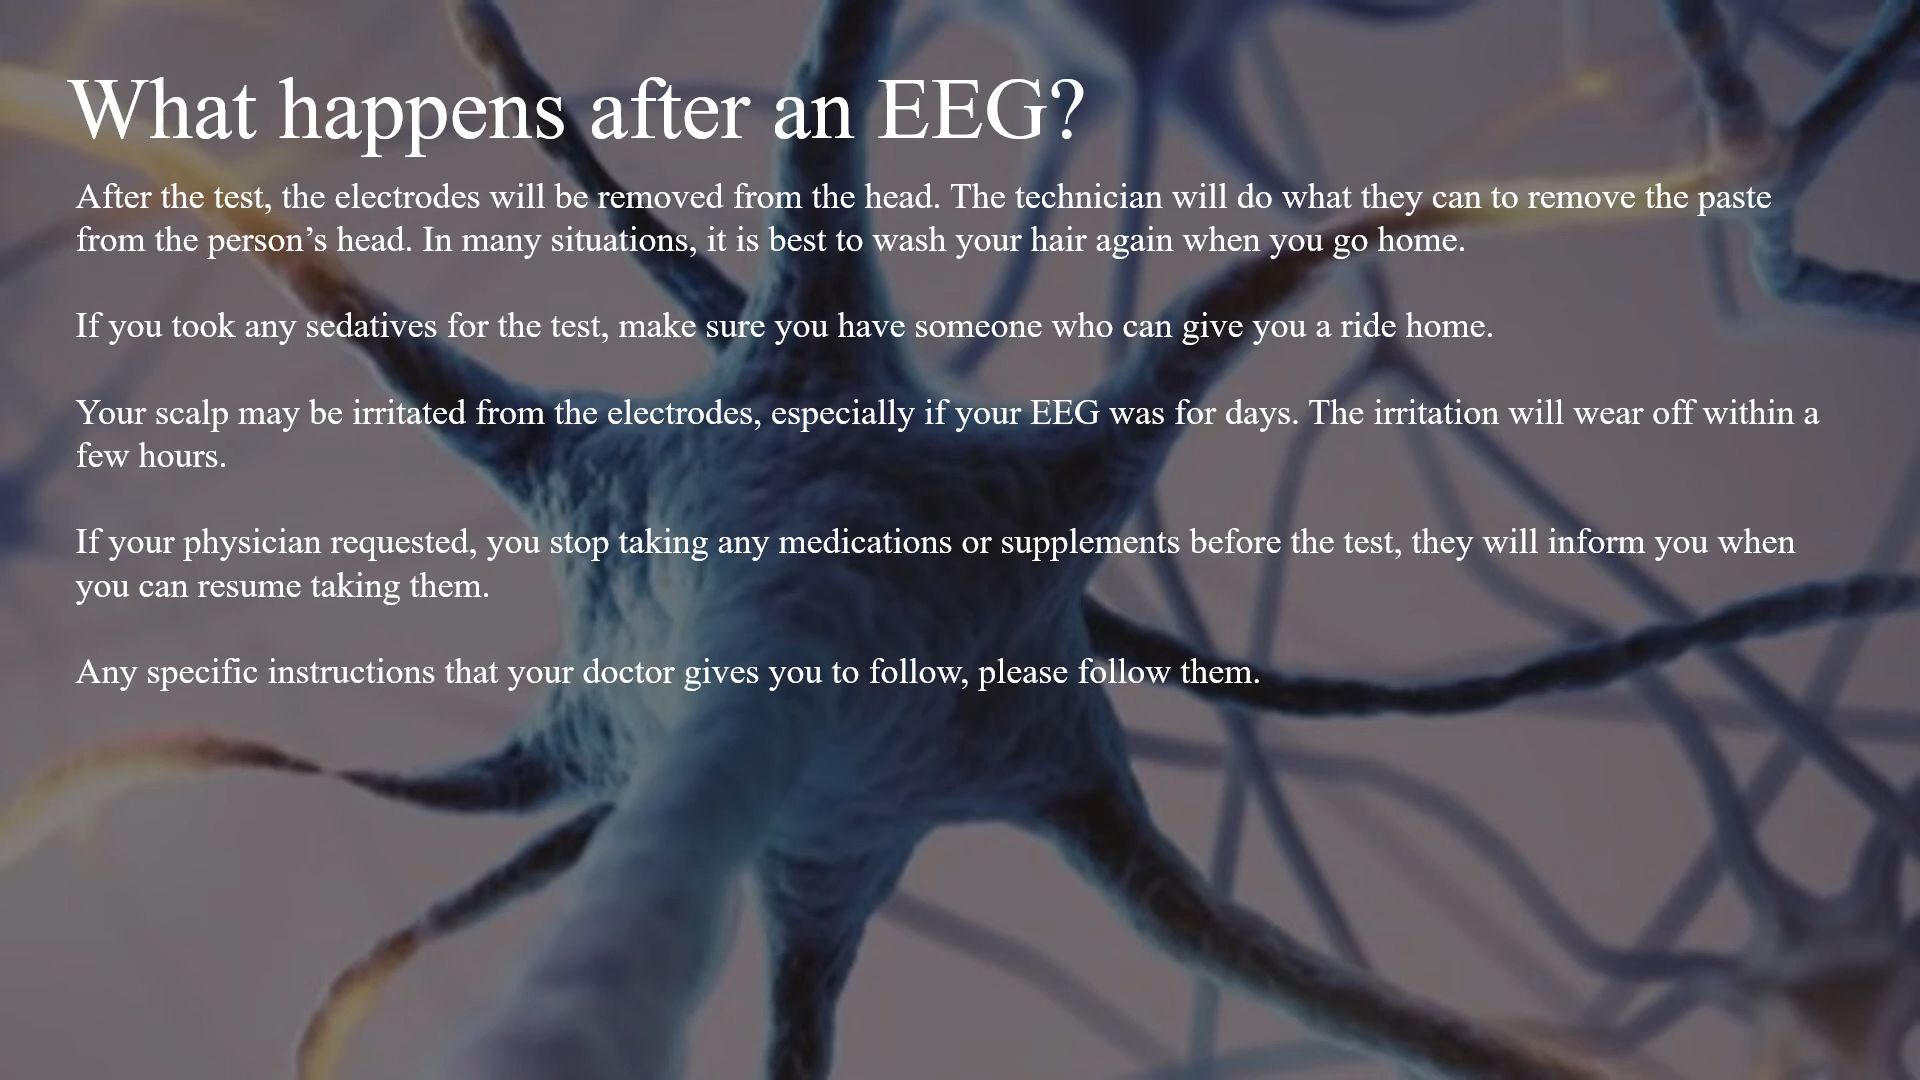 What happens after an EEG?
After the test, the electrodes will be removed from the head. The technician will do what they can to remove the paste
from the person’s head. In many situations, it is best to wash your hair again when you go home.
If you took any sedatives for the test, make sure you have someone who can give you a ride home.
Your scalp may be irritated from the electrodes, especially if your EEG was for days. The irritation will wear off within a
few hours.
If your physician requested, you stop taking any medications or supplements before the test, they will inform you when
you can resume taking them.
Any specific instructions that your doctor gives you to follow, please follow them.